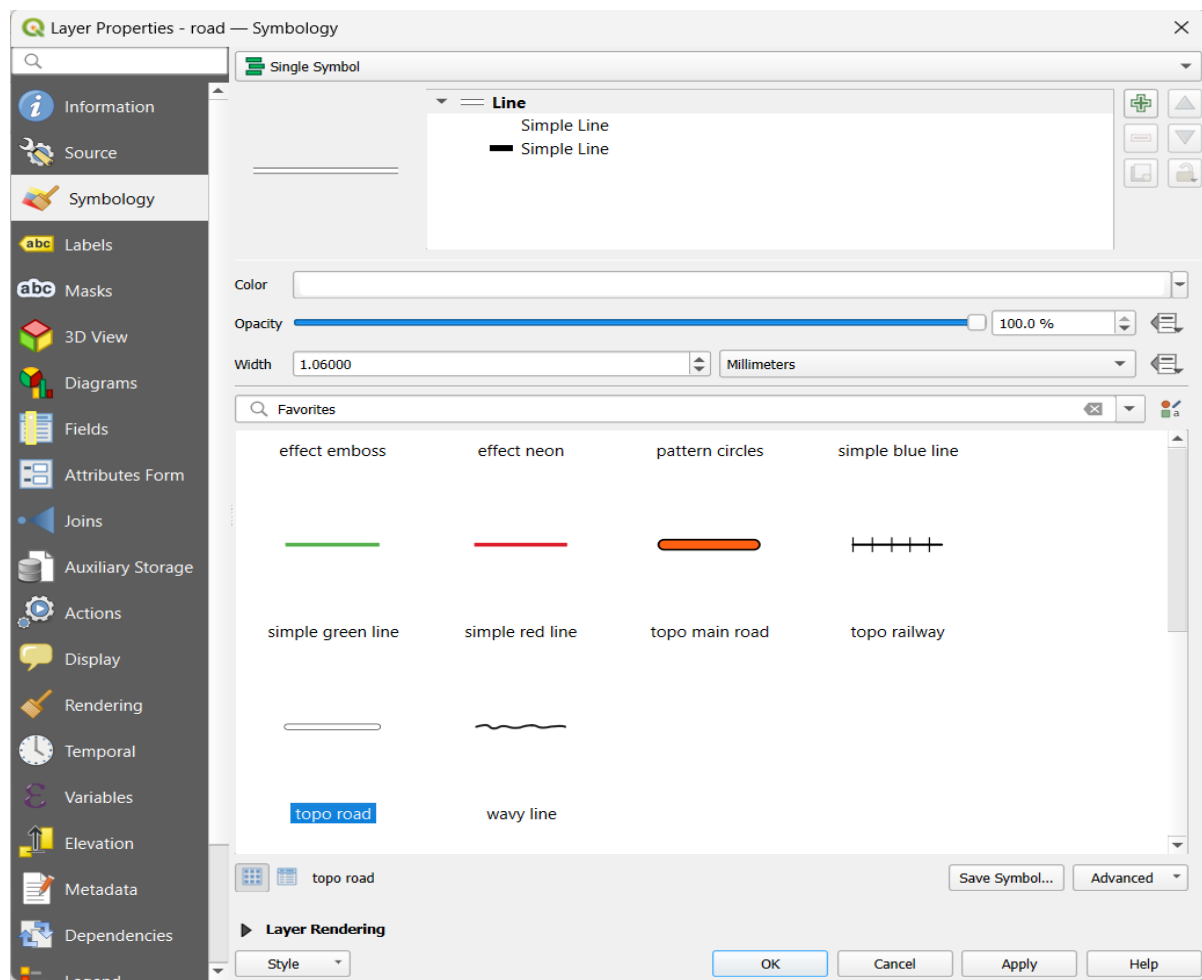 Layer Properties - road — Symbology
Information
Source
Symbology
abc Labels
abc Masks
3D View
Diagrams
Fields
Attributes Form
Joins
Auxiliary Storage
Actions
Display
Rendering
Temporal
Variables
Elevation
Metadata
Dependencies
Legend
Single Symbol
Line
Simple Line
Simple Line
Color
Opacity 100.0 %
Width 1.06000 Millimeters
Favorites
effect emboss effect neon pattern circles simple blue line
simple green line simple red line topo main road topo railway
topo road wavy line
topo road Save Symbol... Advanced
Layer Rendering
Style OK Cancel Apply Help